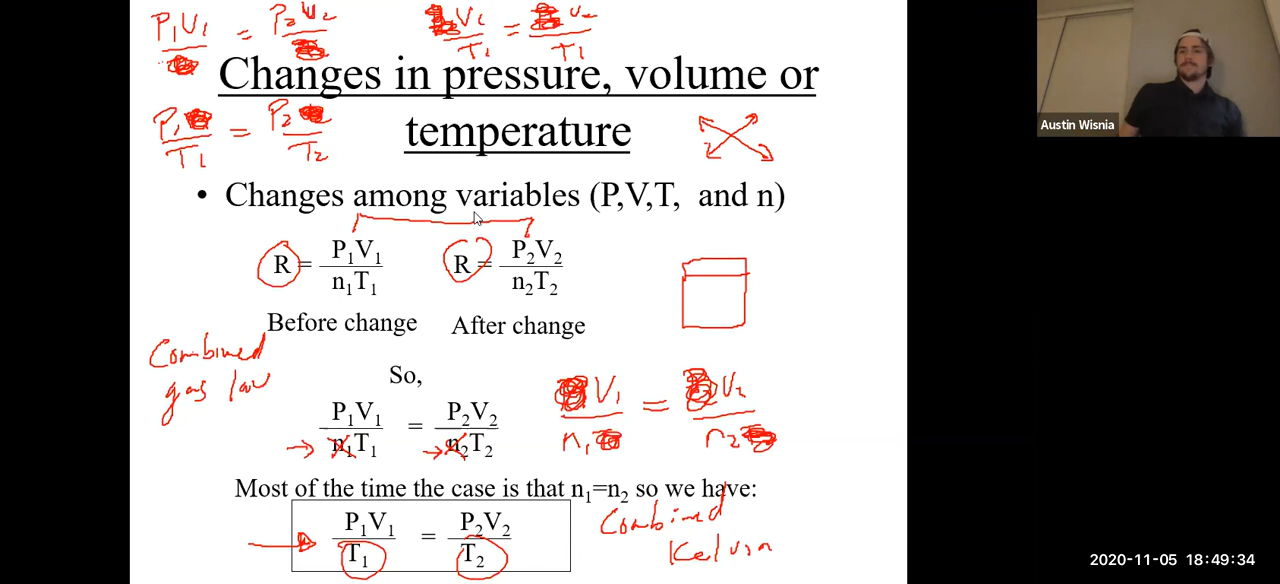 P₁V₁ = P₂V₂
V₁ = V₂
T₁ T₁
Changes in pressure, volume or
temperature
P₁ = P₂
T₁ T₂
• Changes among variables (P,V,T, and n)
R = P₁V₁ R = P₂V₂
n₁T₁ n₂T₂
Before change After change
Combined
gas law
So,
P₁V₁ = P₂V₂
n₁T₁ n₂T₂
V₁ = V₂
n₁ n₂
Most of the time the case is that n₁=n₂ so we have:
P₁V₁ = P₂V₂
T₁ T₂
Combined
Kelvin
Austin Wisnia
2020-11-05 18:49:34